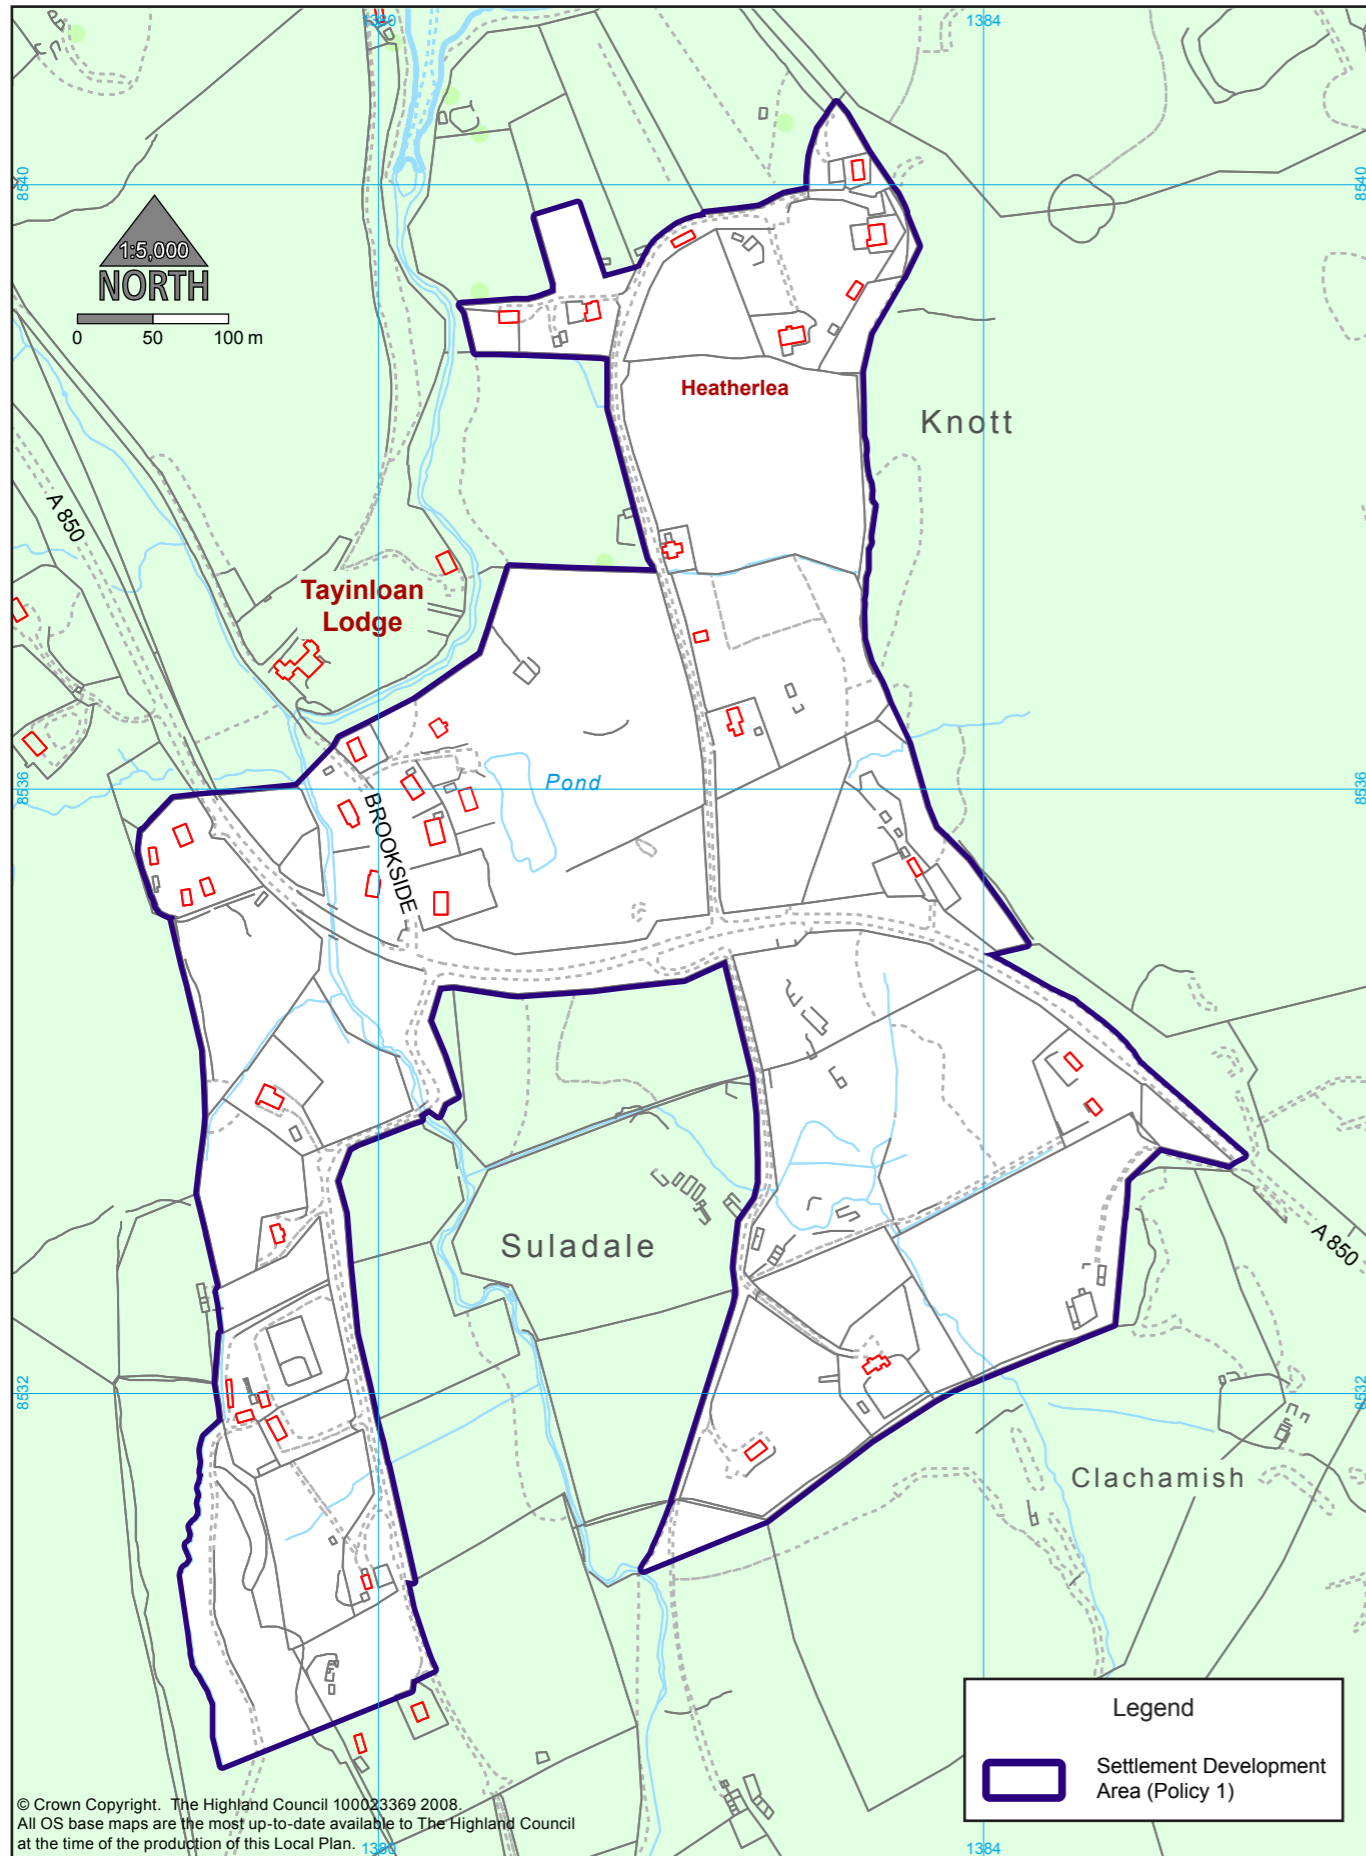 1380
1384
8540
8540
1:5,000
NORTH
0 50 100 m
Heatherlea
Knott
A 850
Tayinloan
Lodge
8536
8536
Pond
BROOKSIDE
Suladale
A 850
8532
8532
Clachamish
Legend
Settlement Development
Area (Policy 1)
© Crown Copyright. The Highland Council 100023369 2008.
All OS base maps are the most up-to-date available to The Highland Council
at the time of the production of this Local Plan.
1380
1384